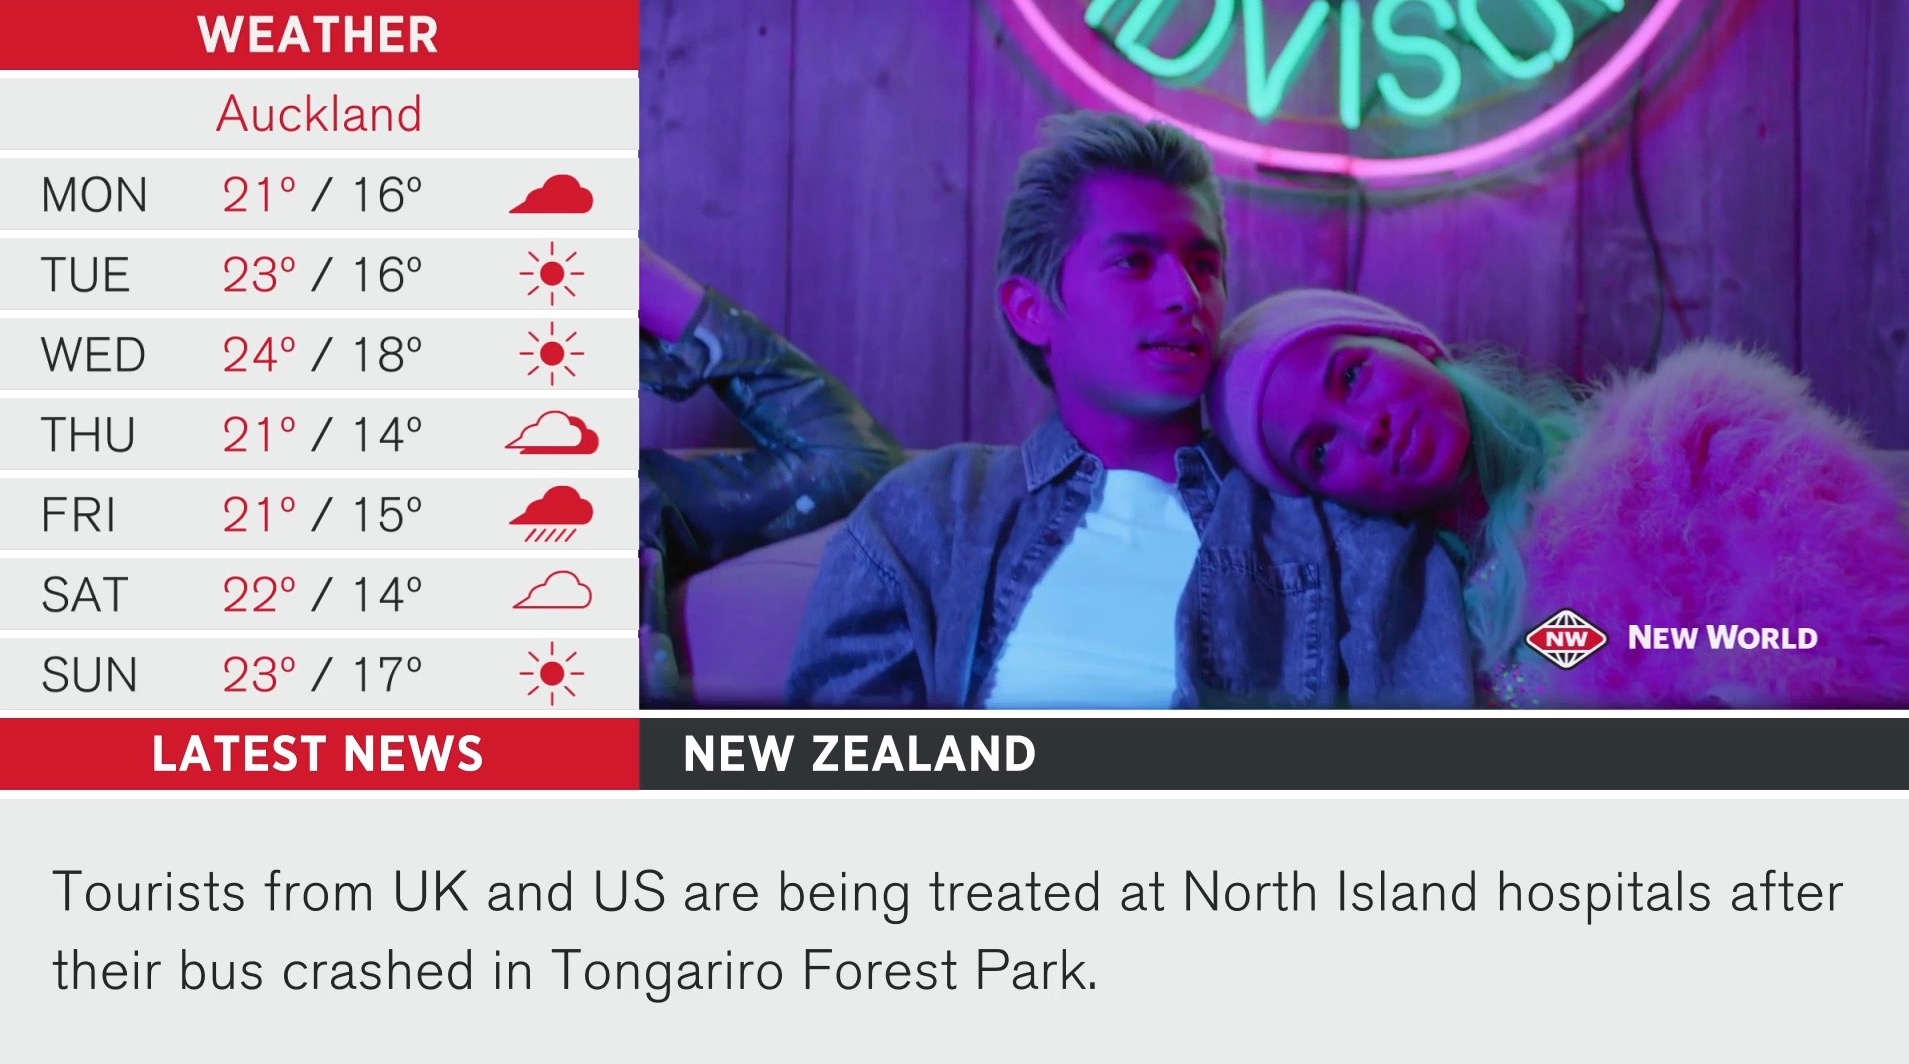 WEATHER
Auckland
MON 21° / 16°
TUE 23° / 16°
WED 24° / 18°
THU 21° / 14°
FRI 21° / 15°
SAT 22° / 14°
SUN 23° / 17°
DVISO
NW NEW WORLD
LATEST NEWS
NEW ZEALAND
Tourists from UK and US are being treated at North Island hospitals after
their bus crashed in Tongariro Forest Park.